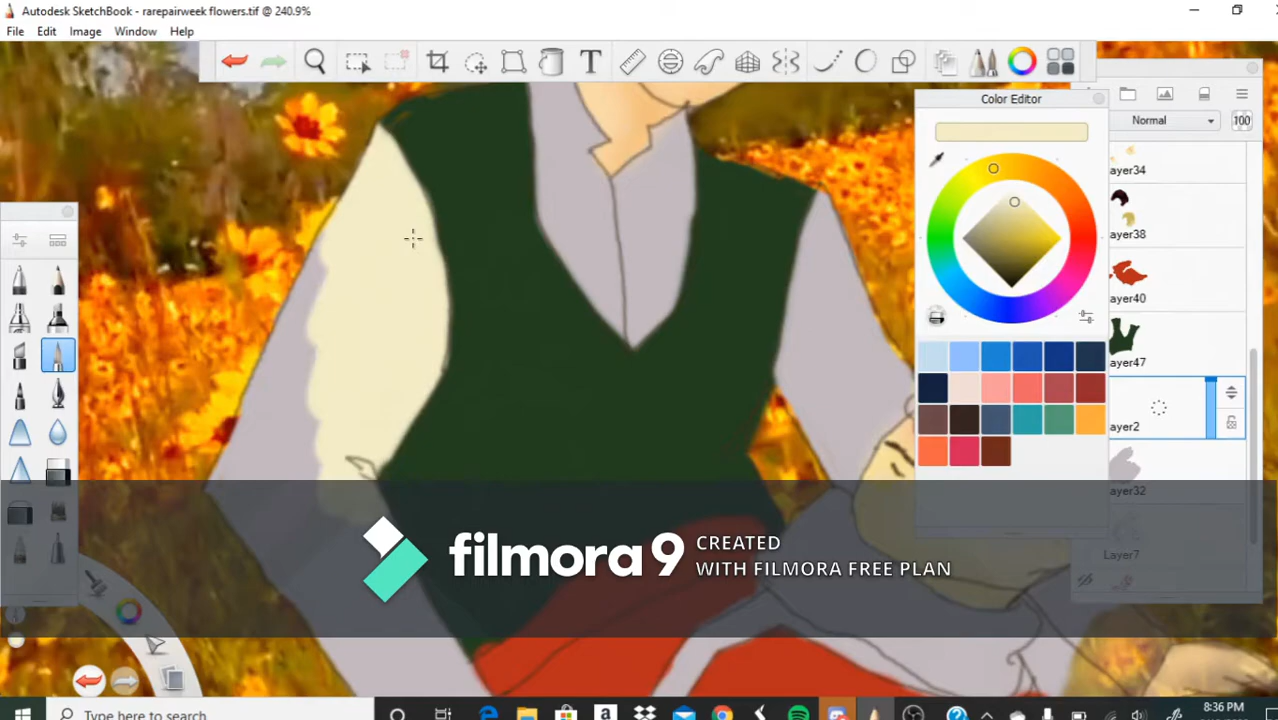 Autodesk SketchBook - rarepairweek flowers.tif @ 240.9%
File Edit Image Window Help
T
Color Editor
Normal 100
ayer34
ayer38
ayer40
ayer47
ayer2
ayer32
Layer7
filmora 9 CREATED
WITH FILMORA FREE PLAN
8:36 PM
Type here to search